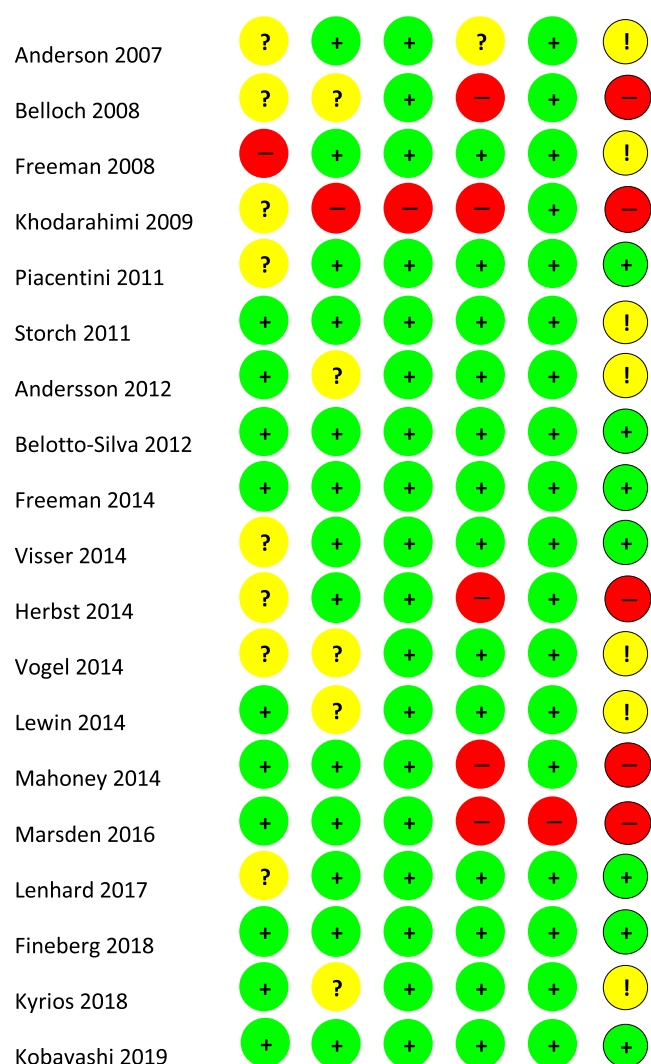 Anderson 2007 ? + + ? + !
Belloch 2008 ? ? + − + −
Freeman 2008 − + + + + !
Khodarahimi 2009 ? − − − + −
Piacentini 2011 ? + + + + +
Storch 2011 + + + + + !
Andersson 2012 + ? + + + !
Belotto-Silva 2012 + + + + + +
Freeman 2014 + + + + + +
Visser 2014 ? + + + + +
Herbst 2014 ? + + − + −
Vogel 2014 ? ? + + + !
Lewin 2014 + ? + + + !
Mahoney 2014 + + + − + −
Marsden 2016 + + + − − −
Lenhard 2017 ? + + + + +
Fineberg 2018 + + + + + +
Kyrios 2018 + ? + + + !
Kobayashi 2019 + + + + + +